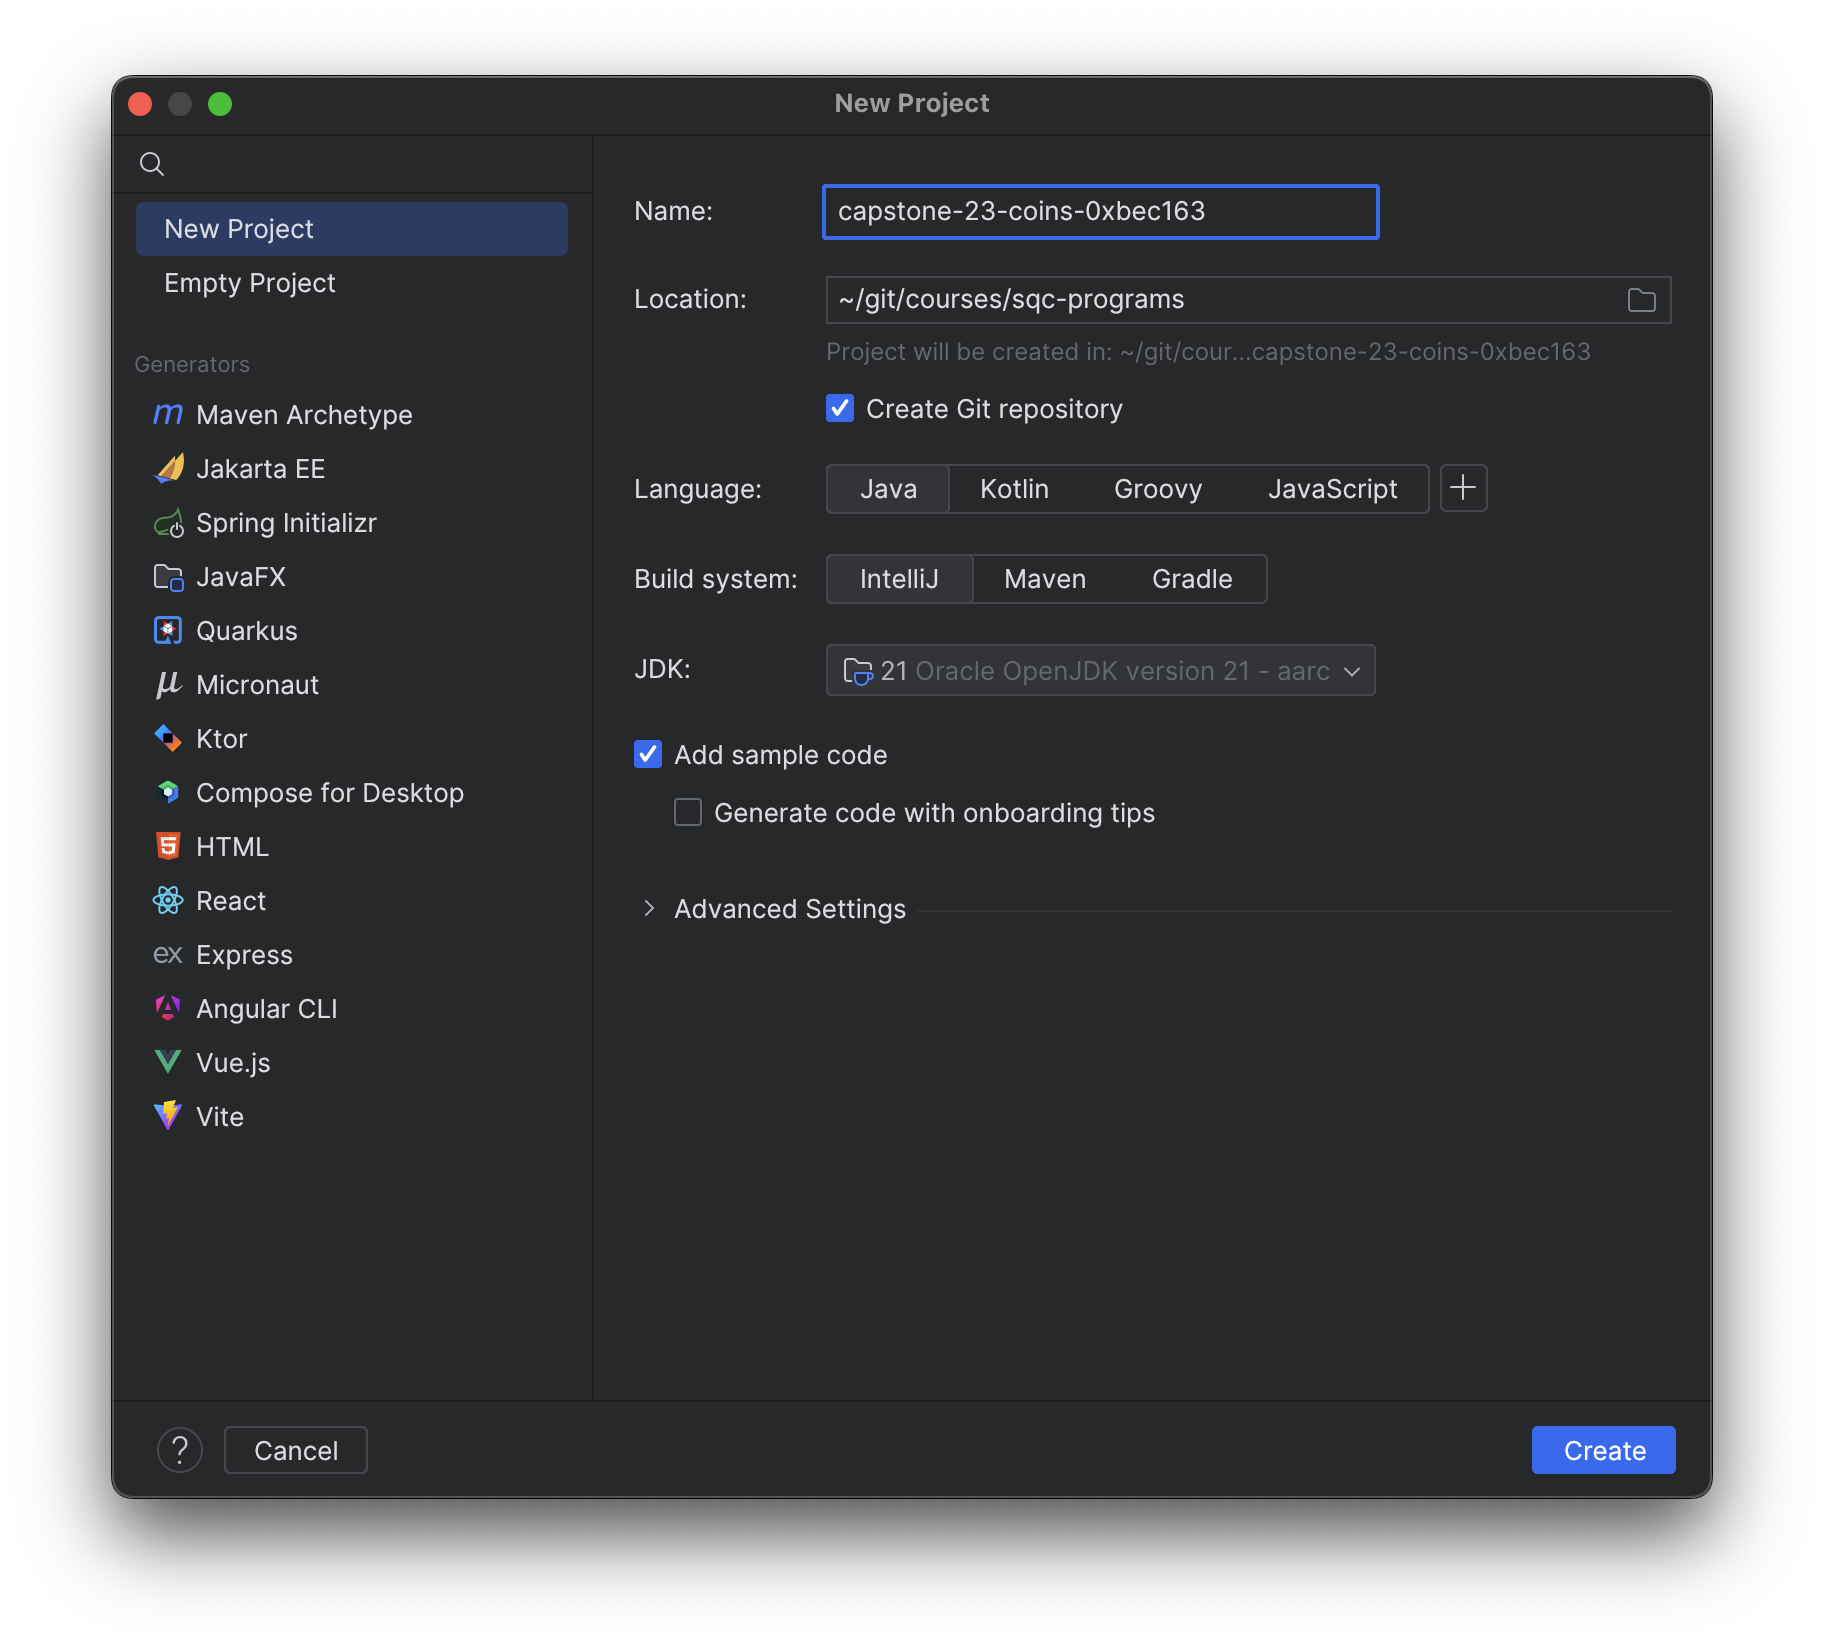 New Project
New Project
Empty Project
Generators
Maven Archetype
Jakarta EE
Spring Initializr
JavaFX
Quarkus
Micronaut
Ktor
Compose for Desktop
HTML
React
ex Express
Angular CLI
Vue.js
Vite
Name: capstone-23-coins-0xbec163
Location: ~/git/courses/sqc-programs
Project will be created in: ~/git/cour...capstone-23-coins-0xbec163
Create Git repository
Language: Java Kotlin Groovy JavaScript
Build system: IntelliJ Maven Gradle
JDK: 21 Oracle OpenJDK version 21 - aarc
Add sample code
Generate code with onboarding tips
Advanced Settings
? Cancel Create